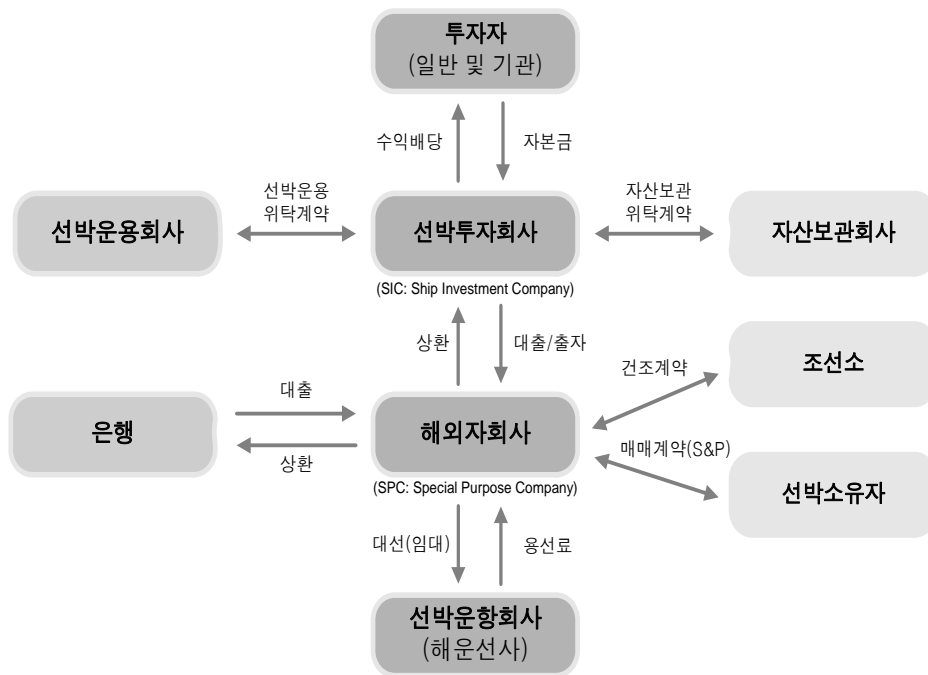 투자자
(일반 및 기관)
수익배당
자본금
선박운용회사
선박운용
위탁계약
선박투자회사
자산보관
위탁계약
자산보관회사
(SIC: Ship Investment Company)
상환
대출/출자
건조계약
조선소
은행
대출
상환
해외자회사
매매계약(S&P)
선박소유자
(SPC: Special Purpose Company)
대선(임대)
용선료
선박운항회사
(해운선사)